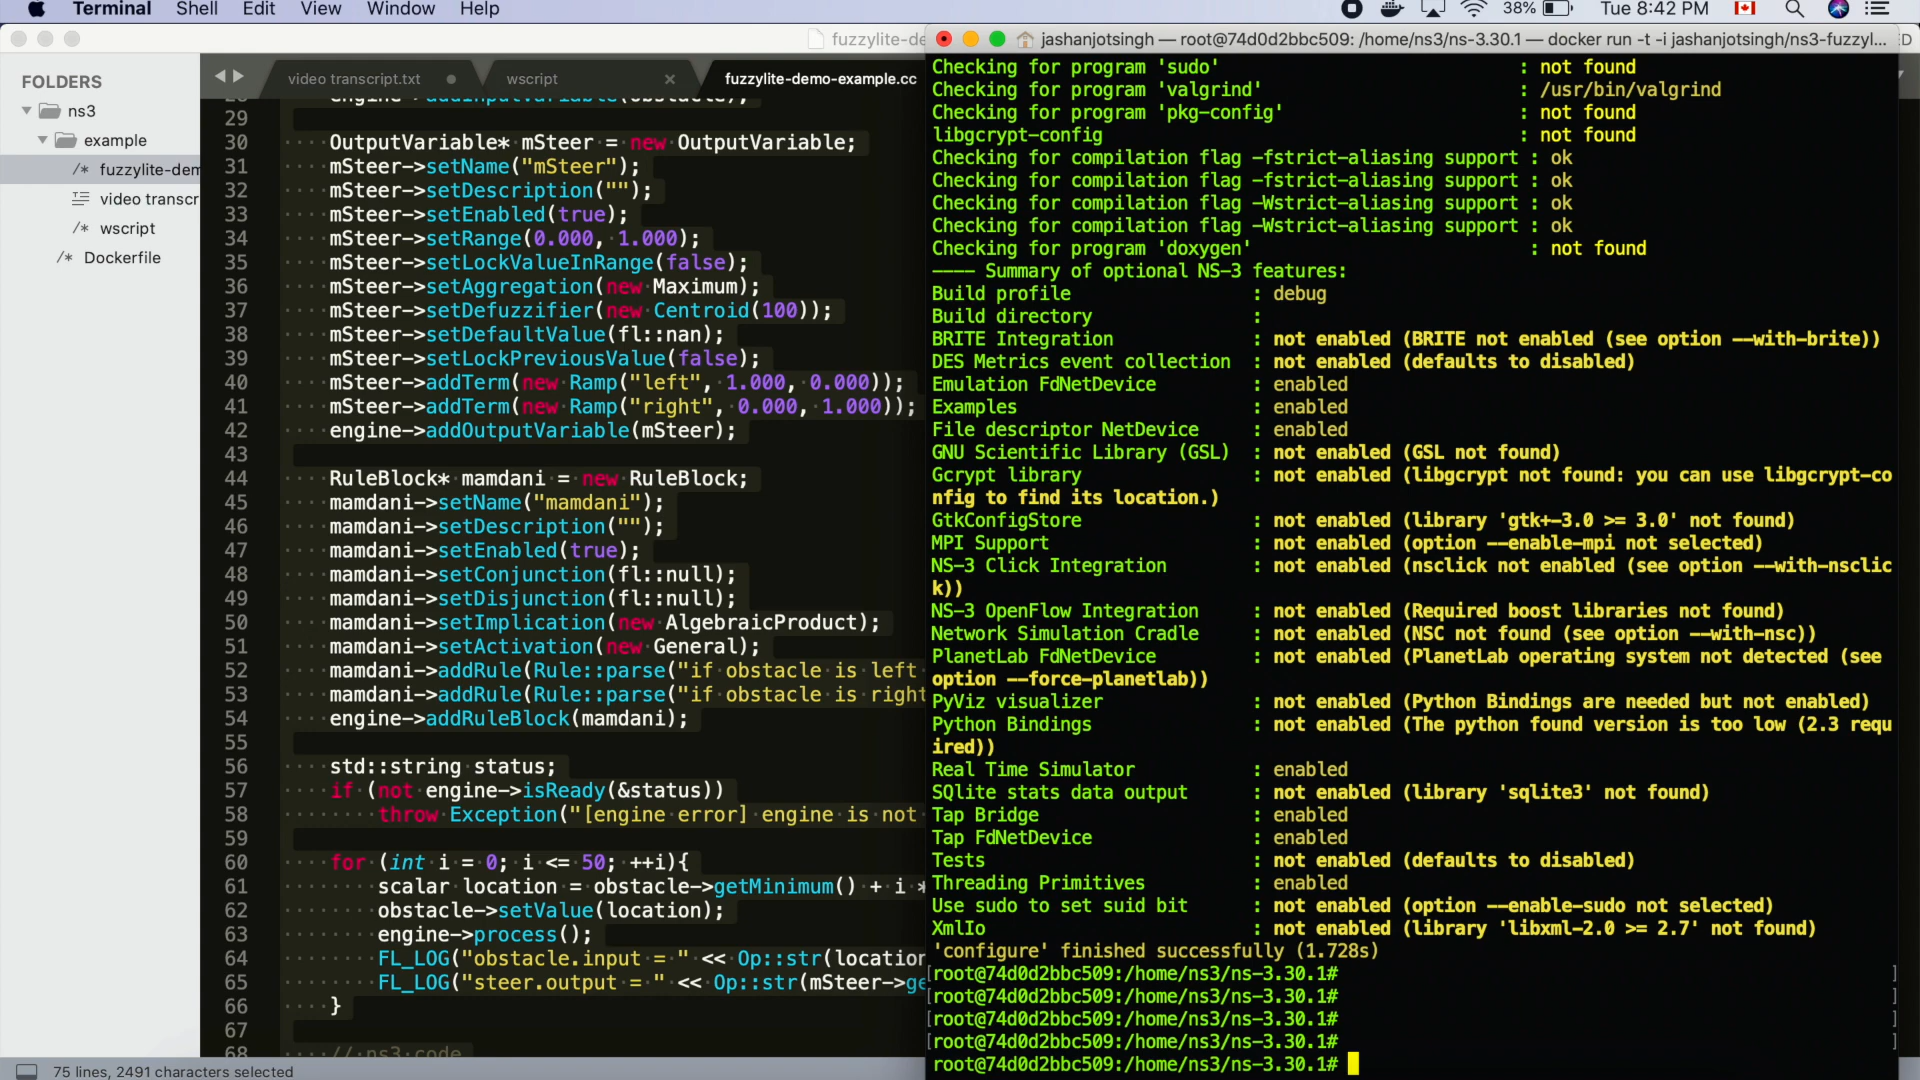 Terminal Shell Edit View Window Help
38% Tue 8:42 PM
fuzzylite-de
jashanjotsingh — root@74d0d2bbc509: /home/ns3/ns-3.30.1 — docker run -t -i jashanjotsingh/ns3-fuzzyl...
FOLDERS
ns3
example
/* fuzzylite-dem
video transcr
/* wscript
/* Dockerfile
video transcript.txt
wscript
fuzzylite-demo-example.cc
29
30 OutputVariable* mSteer = new OutputVariable;
31 mSteer->setName("mSteer");
32 mSteer->setDescription("");
33 mSteer->setEnabled(true);
34 mSteer->setRange(0.000, 1.000);
35 mSteer->setLockValueInRange(false);
36 mSteer->setAggregation(new Maximum);
37 mSteer->setDefuzzifier(new Centroid(100));
38 mSteer->setDefaultValue(fl::nan);
39 mSteer->setLockPreviousValue(false);
40 mSteer->addTerm(new Ramp("left", 1.000, 0.000));
41 mSteer->addTerm(new Ramp("right", 0.000, 1.000));
42 engine->addOutputVariable(mSteer);
43
44 RuleBlock* mamdani = new RuleBlock;
45 mamdani->setName("mamdani");
46 mamdani->setDescription("");
47 mamdani->setEnabled(true);
48 mamdani->setConjunction(fl::null);
49 mamdani->setDisjunction(fl::null);
50 mamdani->setImplication(new AlgebraicProduct);
51 mamdani->setActivation(new General);
52 mamdani->addRule(Rule::parse("if obstacle is left
53 mamdani->addRule(Rule::parse("if obstacle is right
54 engine->addRuleBlock(mamdani);
55
56 std::string status;
57 if (not engine->isReady(&status))
58 throw Exception("[engine error] engine is not
59
60 for (int i = 0; i <= 50; ++i){
61 scalar location = obstacle->getMinimum() + i *
62 obstacle->setValue(location);
63 engine->process();
64 FL_LOG("obstacle.input = " << Op::str(location
65 FL_LOG("steer.output = " << Op::str(mSteer->ge
66 }
67
68 // ns3 code
75 lines, 2491 characters selected
Checking for program 'sudo' : not found
Checking for program 'valgrind' : /usr/bin/valgrind
Checking for program 'pkg-config' : not found
libgcrypt-config : not found
Checking for compilation flag -fstrict-aliasing support : ok
Checking for compilation flag -fstrict-aliasing support : ok
Checking for compilation flag -Wstrict-aliasing support : ok
Checking for compilation flag -Wstrict-aliasing support : ok
Checking for program 'doxygen' : not found
---- Summary of optional NS-3 features:
Build profile : debug
Build directory :
BRITE Integration : not enabled (BRITE not enabled (see option --with-brite))
DES Metrics event collection : not enabled (defaults to disabled)
Emulation FdNetDevice : enabled
Examples : enabled
File descriptor NetDevice : enabled
GNU Scientific Library (GSL) : not enabled (GSL not found)
Gcrypt library : not enabled (libgcrypt not found: you can use libgcrypt-co
nfig to find its location.)
GtkConfigStore : not enabled (library 'gtk+-3.0 >= 3.0' not found)
MPI Support : not enabled (option --enable-mpi not selected)
NS-3 Click Integration : not enabled (nsclick not enabled (see option --with-nsclic
k))
NS-3 OpenFlow Integration : not enabled (Required boost libraries not found)
Network Simulation Cradle : not enabled (NSC not found (see option --with-nsc))
PlanetLab FdNetDevice : not enabled (PlanetLab operating system not detected (see
option --force-planetlab))
PyViz visualizer : not enabled (Python Bindings are needed but not enabled)
Python Bindings : not enabled (The python found version is too low (2.3 requ
ired))
Real Time Simulator : enabled
SQlite stats data output : not enabled (library 'sqlite3' not found)
Tap Bridge : enabled
Tap FdNetDevice : enabled
Tests : not enabled (defaults to disabled)
Threading Primitives : enabled
Use sudo to set suid bit : not enabled (option --enable-sudo not selected)
XmlIo : not enabled (library 'libxml-2.0 >= 2.7' not found)
'configure' finished successfully (1.728s)
[root@74d0d2bbc509:/home/ns3/ns-3.30.1# ]
[root@74d0d2bbc509:/home/ns3/ns-3.30.1# ]
[root@74d0d2bbc509:/home/ns3/ns-3.30.1# ]
[root@74d0d2bbc509:/home/ns3/ns-3.30.1# ]
root@74d0d2bbc509:/home/ns3/ns-3.30.1#